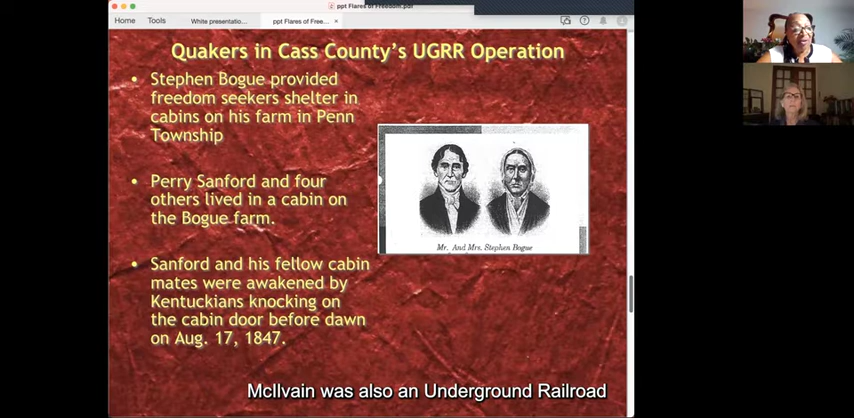 ppt Flares of Freedom.pdf
Home Tools White presentatio... ppt Flares of Free... ×
Quakers in Cass County's UGRR Operation
• Stephen Bogue provided
freedom seekers shelter in
cabins on his farm in Penn
Township
• Perry Sanford and four
others lived in a cabin on
the Bogue farm.
• Sanford and his fellow cabin
mates were awakened by
Kentuckians knocking on
the cabin door before dawn
on Aug. 17, 1847.
Mr. And Mrs. Stephen Bogue
McIlvain was also an Underground Railroad